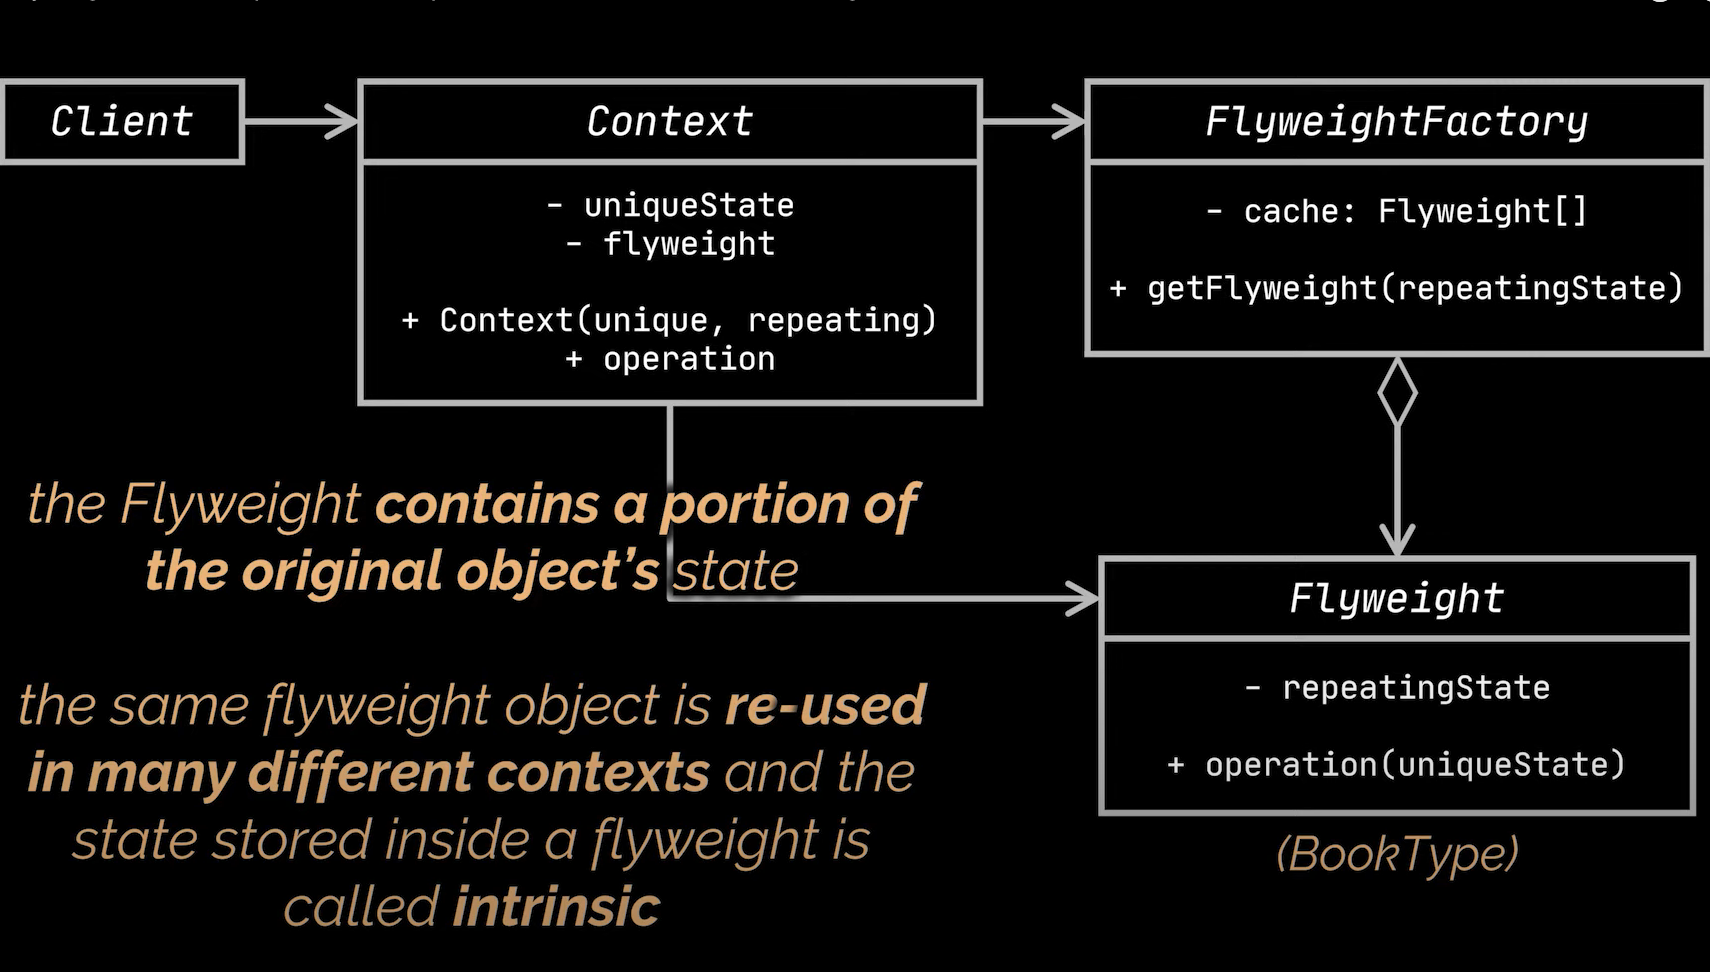 Client
Context
- uniqueState
- flyweight
+ Context(unique, repeating)
+ operation
FlyweightFactory
- cache: Flyweight[]
+ getFlyweight(repeatingState)
the Flyweight contains a portion of
the original object's state
the same flyweight object is re-used
in many different contexts and the
state stored inside a flyweight is
called intrinsic
Flyweight
- repeatingState
+ operation(uniqueState)
(BookType)